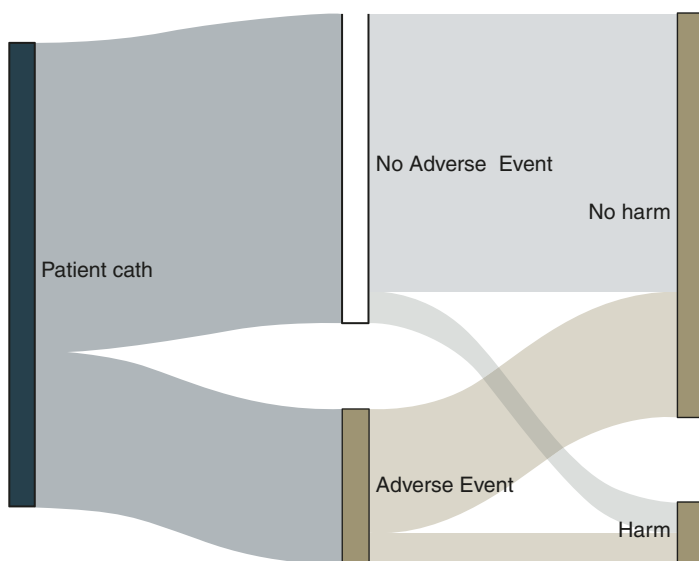 No Adverse  Event
No harm
Patient cath
Adverse Event
Harm